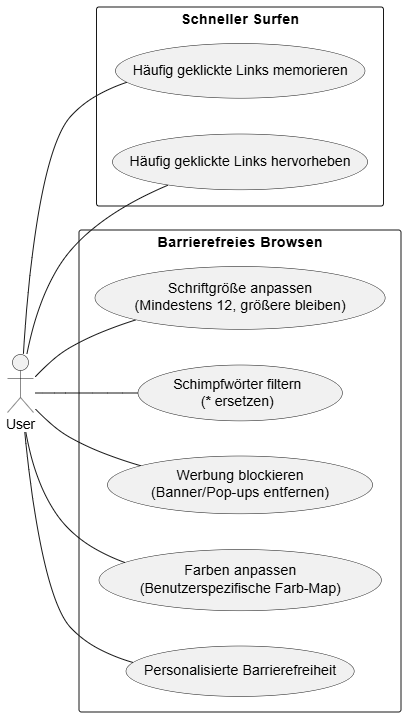 Schneller Surfen
Häufig geklickte Links memorieren
Häufig geklickte Links hervorheben
Barrierefreies Browsen
Schriftgröße anpassen
(Mindestens 12, größere bleiben)
Schimpfwörter filtern
(* ersetzen)
User
Werbung blockieren
(Banner/Pop-ups entfernen)
Farben anpassen
(Benutzerspezifische Farb-Map)
Personalisierte Barrierefreiheit